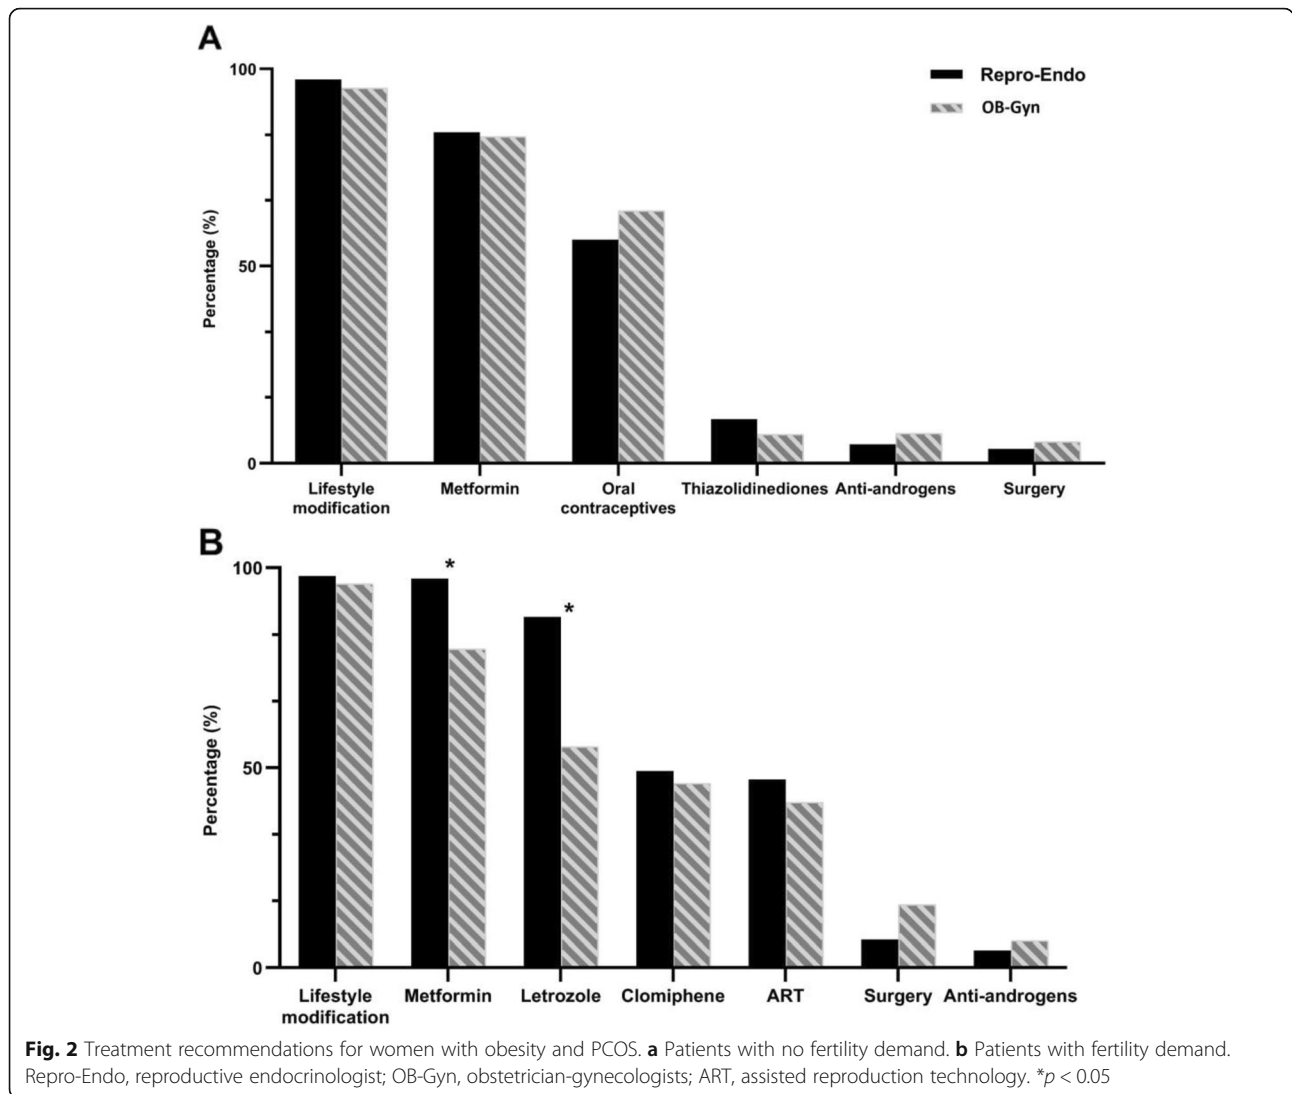 A
100
50
0
Percentage (%)
Repro-Endo
OB-Gyn
Lifestyle modification
Metformin
Oral contraceptives
Thiazolidinediones
Anti-androgens
Surgery
B
100
50
0
Percentage (%)
*
*
Lifestyle modification
Metformin
Letrozole
Clomiphene
ART
Surgery
Anti-androgens
Fig. 2 Treatment recommendations for women with obesity and PCOS. a Patients with no fertility demand. b Patients with fertility demand.
Repro-Endo, reproductive endocrinologist; OB-Gyn, obstetrician-gynecologists; ART, assisted reproduction technology. *p < 0.05